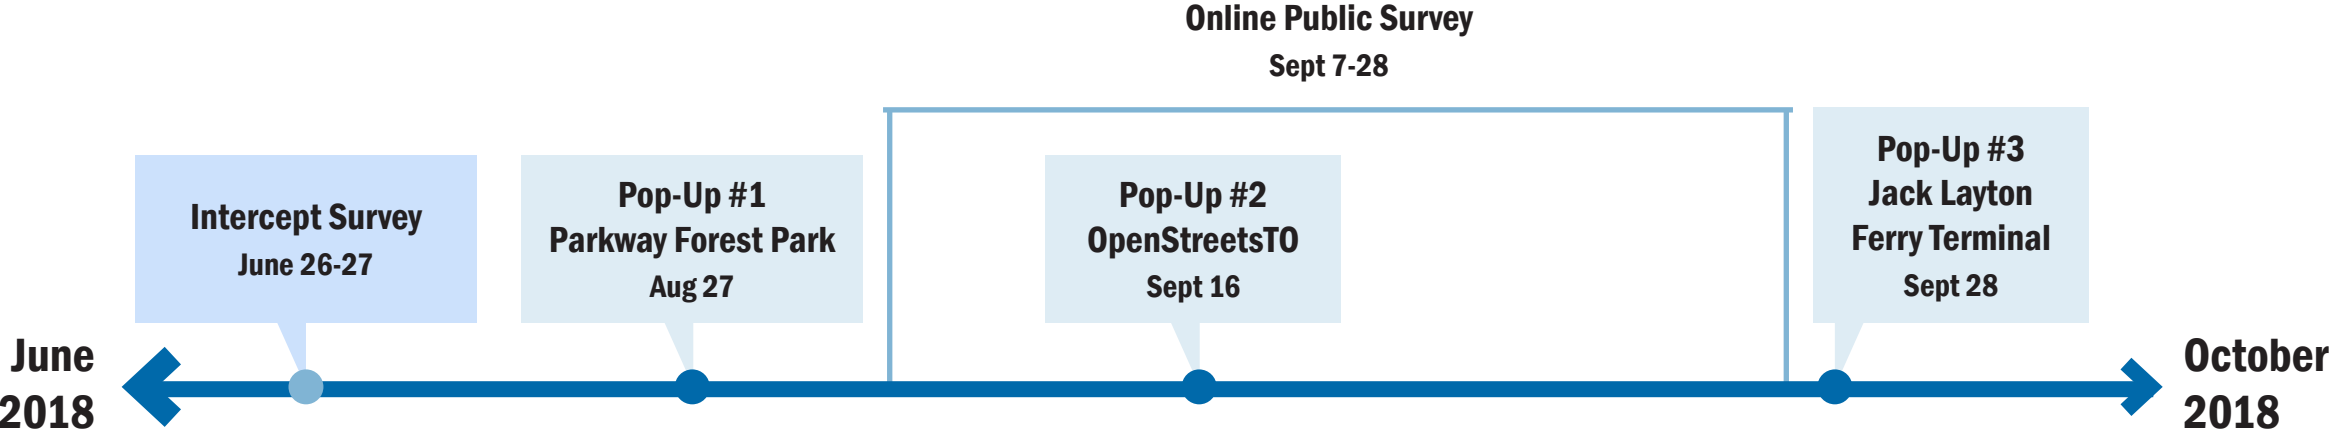 Online Public Survey
Sept 7-28
Intercept Survey
June 26-27
Pop-Up #1
Parkway Forest Park
Aug 27
Pop-Up #2
OpenStreetsTO
Sept 16
Pop-Up #3
Jack Layton
Ferry Terminal
Sept 28
June
2018
October
2018